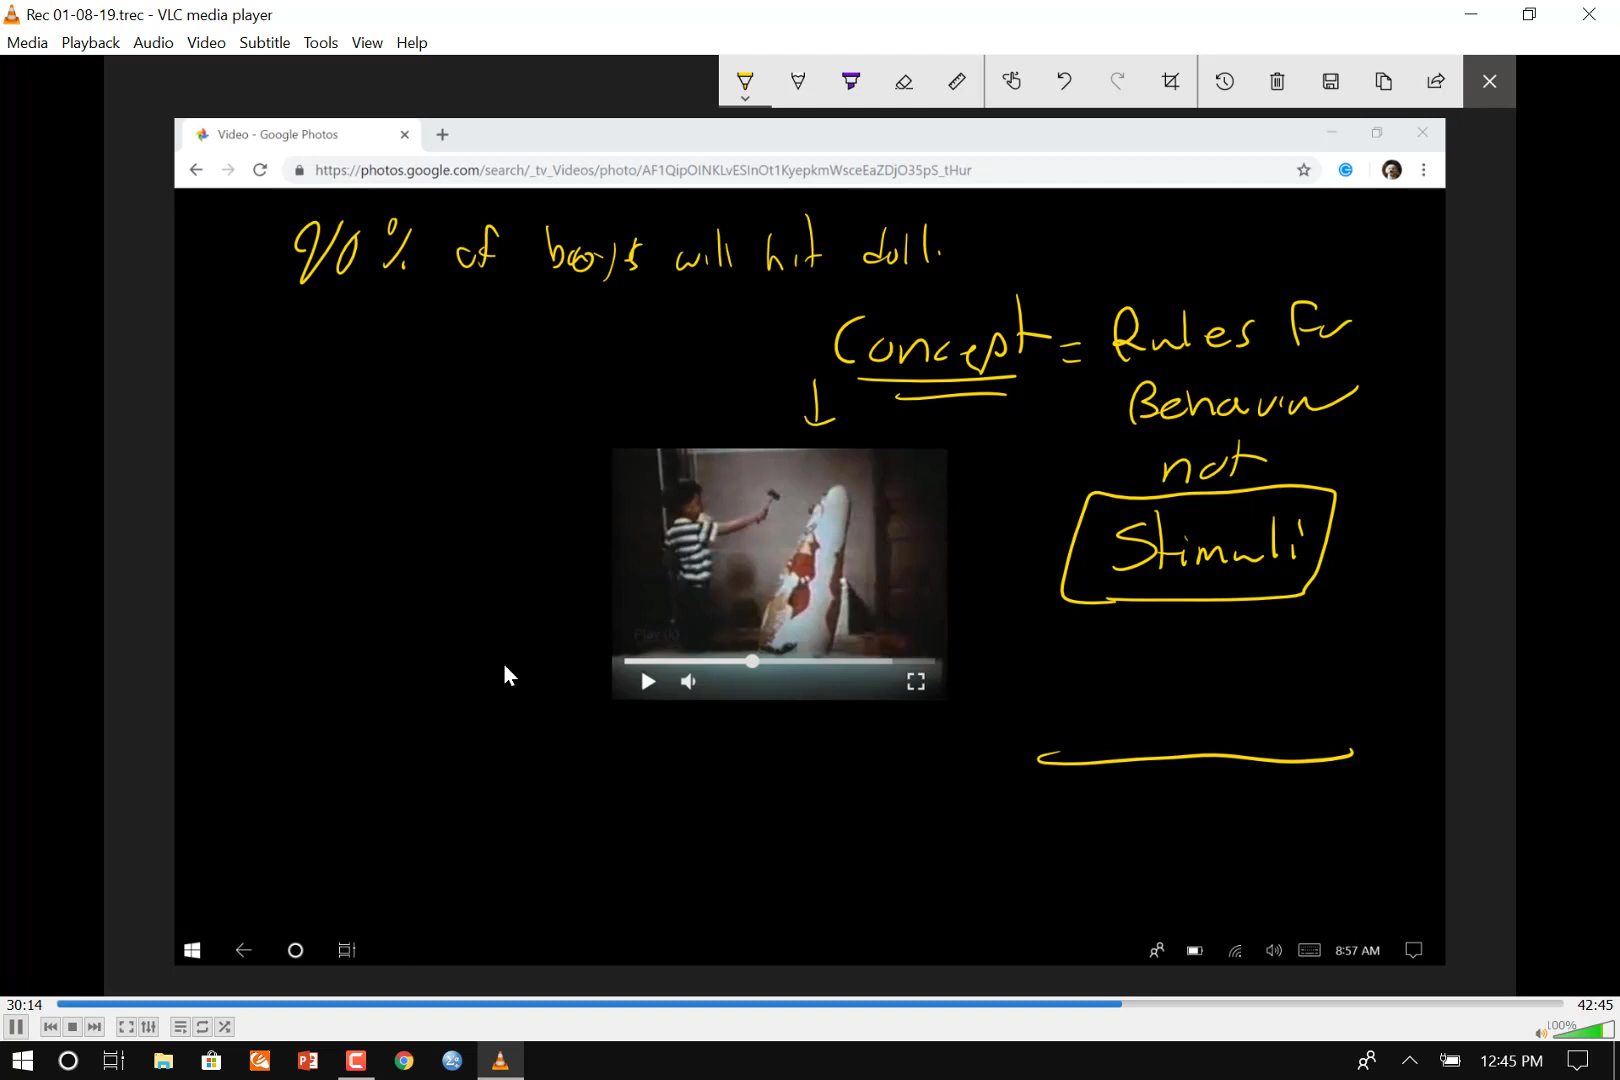 Rec 01-08-19.trec - VLC media player
Media Playback Audio Video Subtitle Tools View Help
Video - Google Photos
https://photos.google.com/search/_tv_Videos/photo/AF1QipOINKLvESInOt1KyepkmWsceEaZDjO35pS_tHur
90% of boys will hit doll.
Concept = Rules For
Behavior
not
Stimuli
Play (k)
8:57 AM
30:14
42:45
100%
12:45 PM